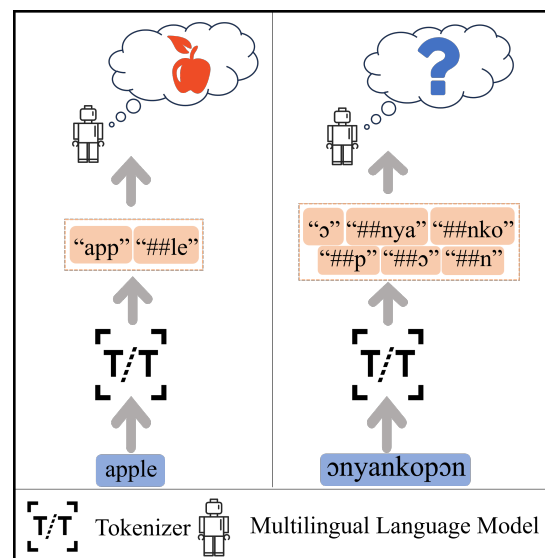 ?
“app” “##le”
“ɔ” “##nya” “##nko”
“##p” “##ɔ” “##n”
T/T
T/T
apple
ɔnyankopɔn
T/T Tokenizer Multilingual Language Model